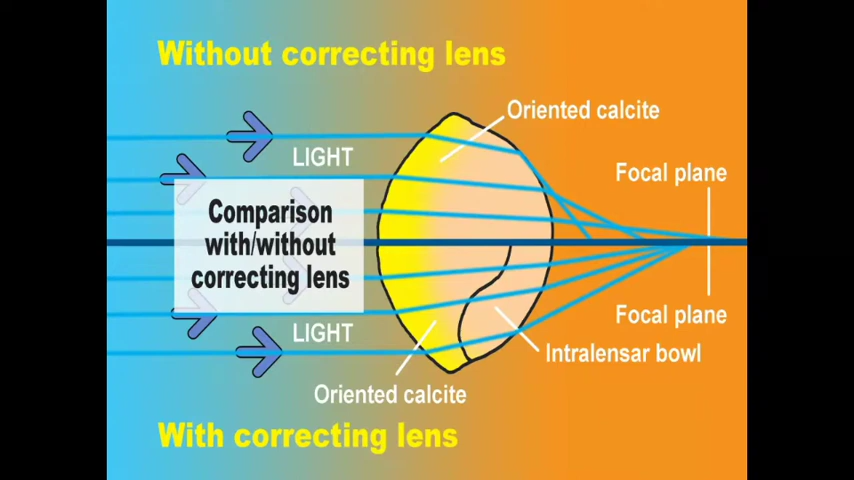 Without correcting lens
Oriented calcite
LIGHT
Focal plane
Comparison
with/without
correcting lens
Focal plane
LIGHT
Intralensar bowl
Oriented calcite
With correcting lens